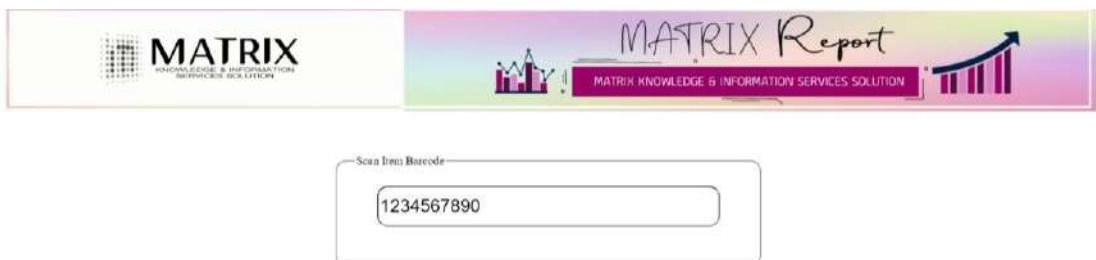 MATRIX
KNOWLEDGE & INFORMATION
SERVICES SOLUTION
MATRIX Report
MATRIX KNOWLEDGE & INFORMATION SERVICES SOLUTION
Scan Item Barcode
1234567890